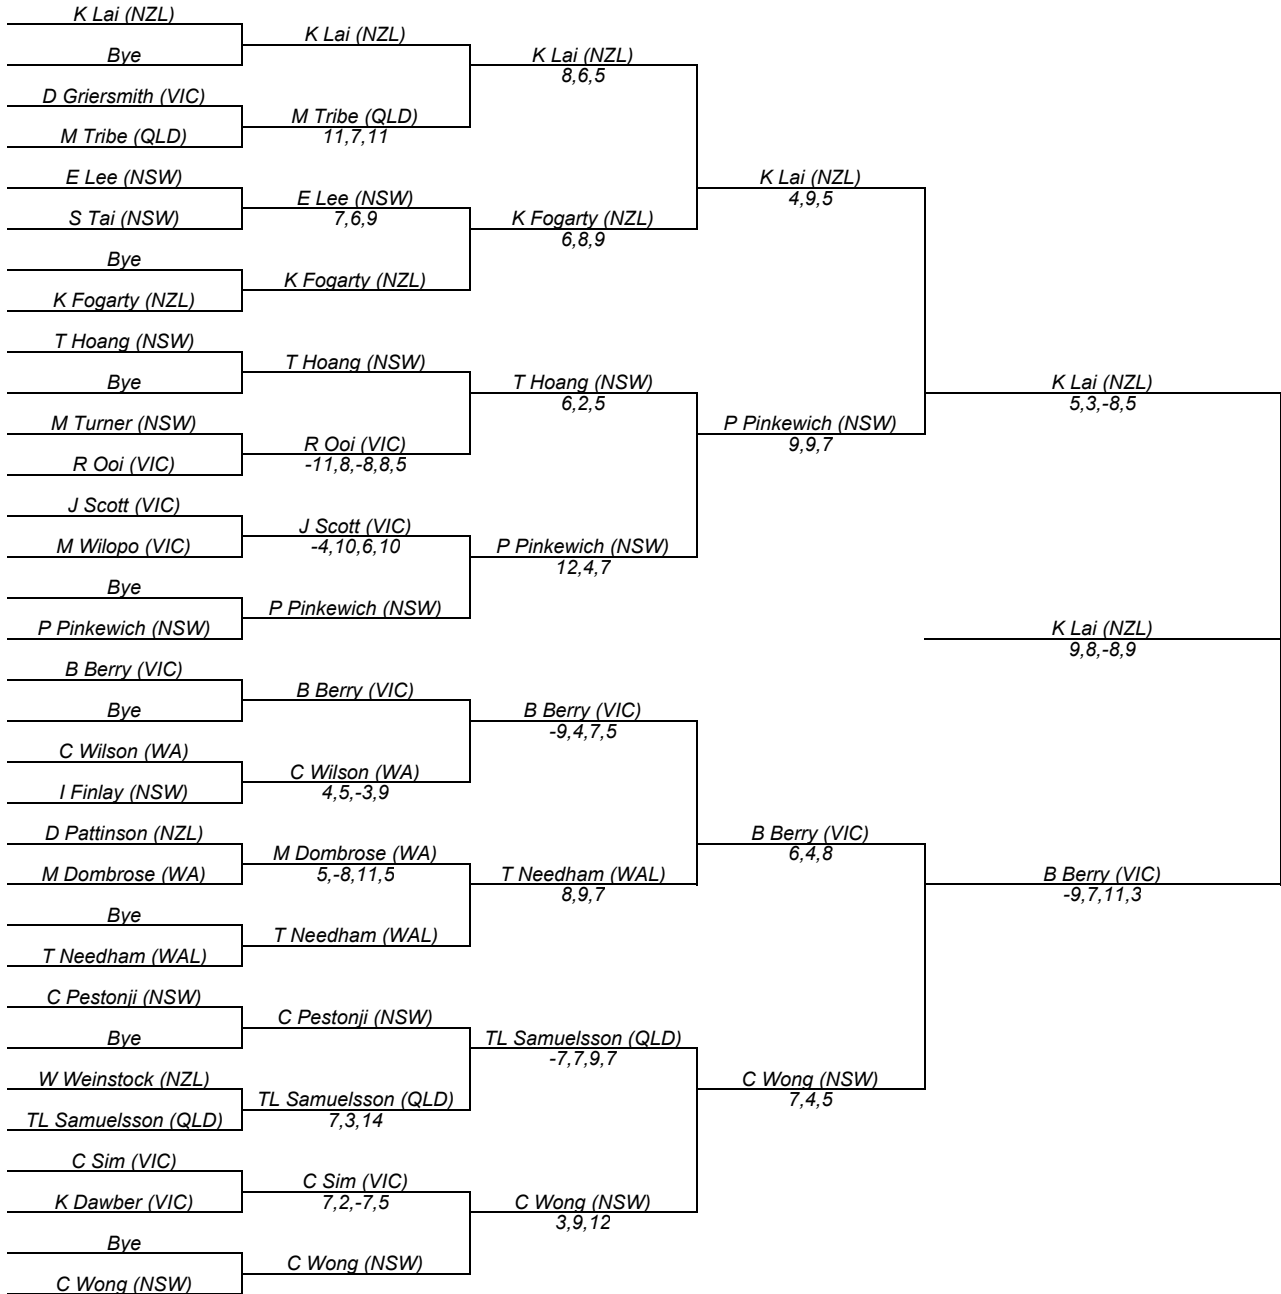 K Lai (NZL)
Bye
D Griersmith (VIC)
M Tribe (QLD)
E Lee (NSW)
S Tai (NSW)
Bye
K Fogarty (NZL)
T Hoang (NSW)
Bye
M Turner (NSW)
R Ooi (VIC)
J Scott (VIC)
M Wilopo (VIC)
Bye
P Pinkewich (NSW)
B Berry (VIC)
Bye
C Wilson (WA)
I Finlay (NSW)
D Pattinson (NZL)
M Dombrose (WA)
Bye
T Needham (WAL)
C Pestonji (NSW)
Bye
W Weinstock (NZL)
TL Samuelsson (QLD)
C Sim (VIC)
K Dawber (VIC)
Bye
C Wong (NSW)
K Lai (NZL)
M Tribe (QLD)
11,7,11
E Lee (NSW)
7,6,9
K Fogarty (NZL)
T Hoang (NSW)
R Ooi (VIC)
-11,8,-8,8,5
J Scott (VIC)
-4,10,6,10
P Pinkewich (NSW)
B Berry (VIC)
C Wilson (WA)
4,5,-3,9
M Dombrose (WA)
5,-8,11,5
T Needham (WAL)
C Pestonji (NSW)
TL Samuelsson (QLD)
7,3,14
C Sim (VIC)
7,2,-7,5
C Wong (NSW)
K Lai (NZL)
8,6,5
K Fogarty (NZL)
6,8,9
T Hoang (NSW)
6,2,5
P Pinkewich (NSW)
12,4,7
B Berry (VIC)
-9,4,7,5
T Needham (WAL)
8,9,7
TL Samuelsson (QLD)
-7,7,9,7
C Wong (NSW)
3,9,12
K Lai (NZL)
4,9,5
P Pinkewich (NSW)
9,9,7
B Berry (VIC)
6,4,8
C Wong (NSW)
7,4,5
K Lai (NZL)
5,3,-8,5
K Lai (NZL)
9,8,-8,9
B Berry (VIC)
-9,7,11,3